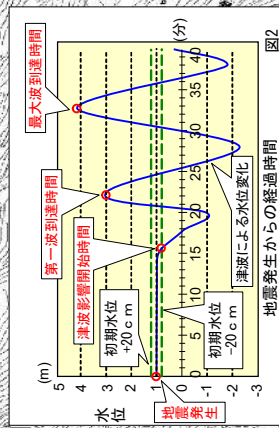 (m)
5
4
3
2
1
0
-1
-2
-3
水
位
地震発生
初期水位
-20cm
初期水位
-20cm
津波影響開始時間
第一波到達時間
最大波到達時間
津波による水位変化
0
5
10
15
20
25
30
35
40
(分)
地震発生からの経過時間
図2